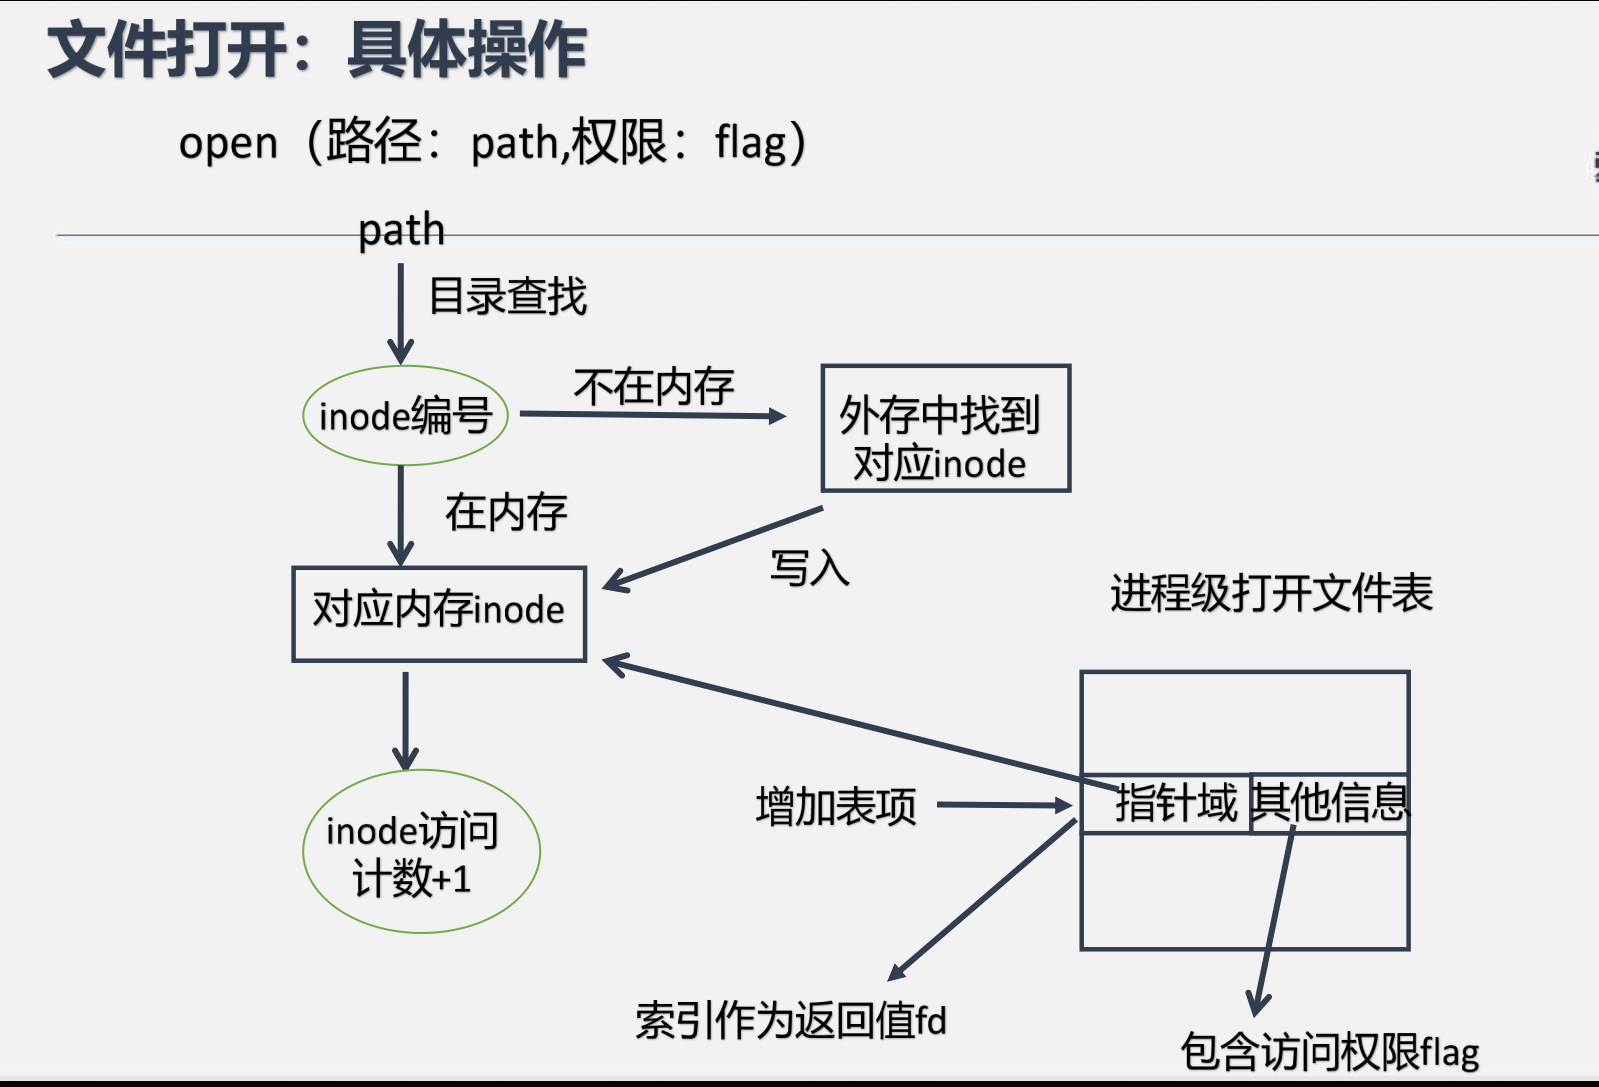 文件打开：具体操作
open（路径：path,权限：flag）
path
目录查找
inode编号
不在内存
外存中找到
对应inode
在内存
写入
对应内存inode
进程级打开文件表
增加表项
指针域
其他信息
inode访问
计数+1
索引作为返回值fd
包含访问权限flag